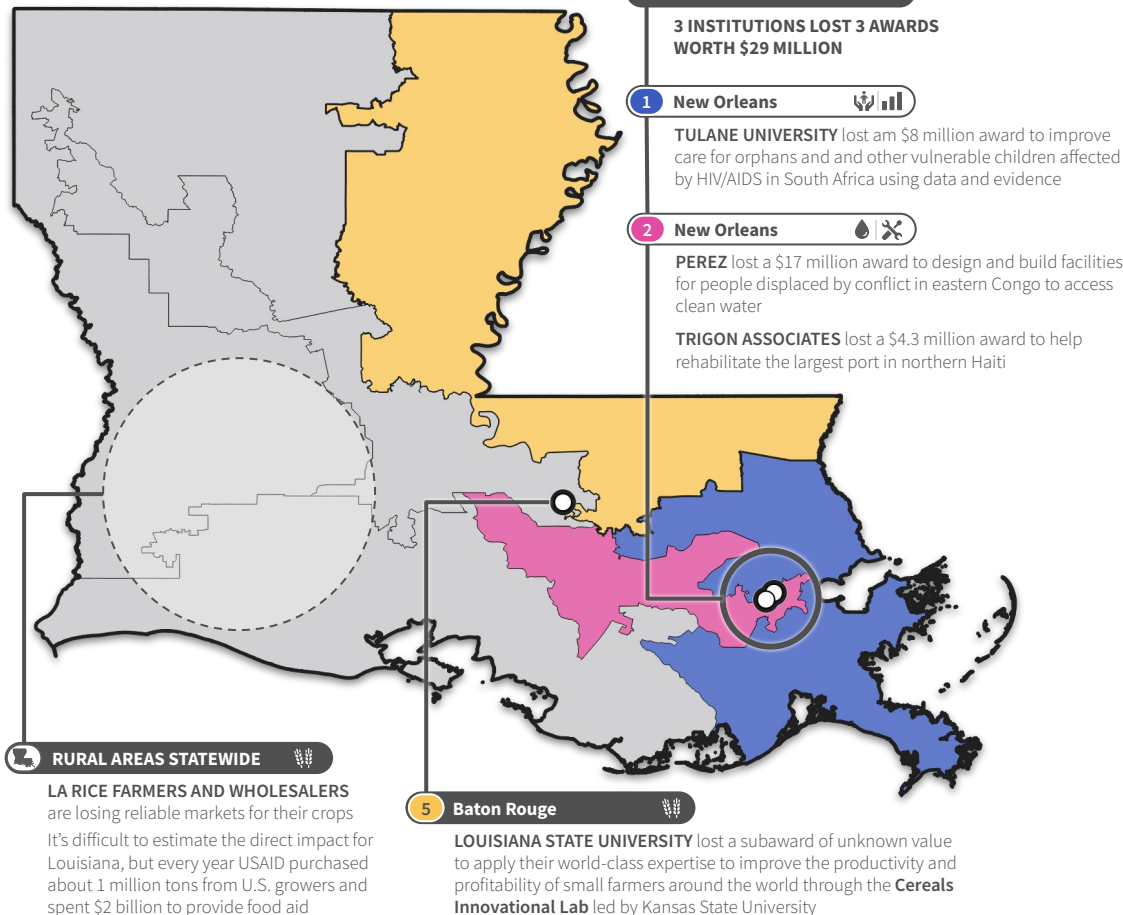 3 INSTITUTIONS LOST 3 AWARDS
WORTH $29 MILLION
1 New Orleans
TULANE UNIVERSITY lost am $8 million award to improve
care for orphans and and other vulnerable children affected
by HIV/AIDS in South Africa using data and evidence
2 New Orleans
PEREZ lost a $17 million award to design and build facilities
for people displaced by conflict in eastern Congo to access
clean water
TRIGON ASSOCIATES lost a $4.3 million award to help
rehabilitate the largest port in northern Haiti
RURAL AREAS STATEWIDE
LA RICE FARMERS AND WHOLESALERS
are losing reliable markets for their crops
It’s difficult to estimate the direct impact for
Louisiana, but every year USAID purchased
about 1 million tons from U.S. growers and
spent $2 billion to provide food aid
5 Baton Rouge
LOUISIANA STATE UNIVERSITY lost a subaward of unknown value
to apply their world-class expertise to improve the productivity and
profitability of small farmers around the world through the Cereals
Innovational Lab led by Kansas State University